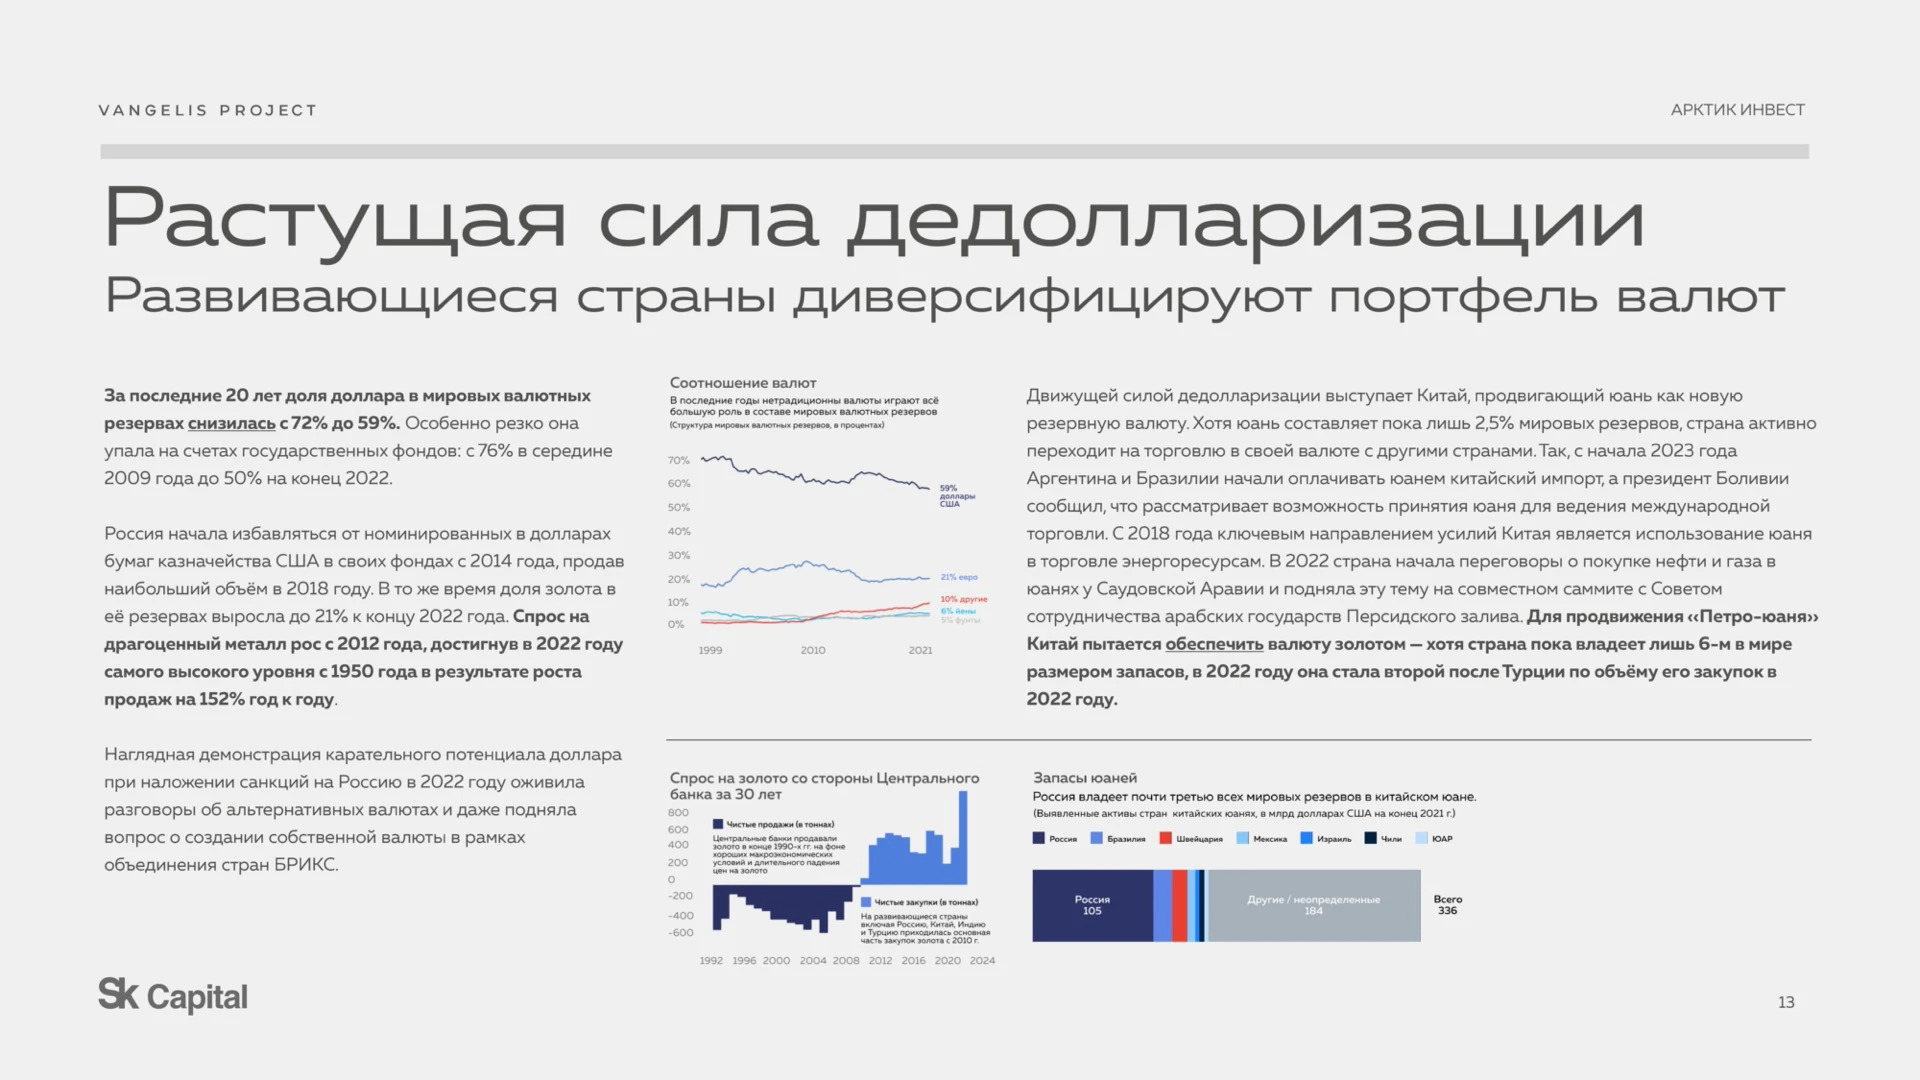 VANGELIS PROJECT
АРКТИК ИНВЕСТ
Растущая сила дедолларизации
Развивающиеся страны диверсифицируют портфель валют
За последние 20 лет доля доллара в мировых валютных
резервах снизилась с 72% до 59%. Особенно резко она
упала на счетах государственных фондов: с 76% в середине
2009 года до 50% на конец 2022.
Россия начала избавляться от номинированных в долларах
бумаг казначейства США в своих фондах с 2014 года, продав
наибольший объём в 2018 году. В то же время доля золота в
её резервах выросла до 21% к концу 2022 года. Спрос на
драгоценный металл рос с 2012 года, достигнув в 2022 году
самого высокого уровня с 1950 года в результате роста
продаж на 152% год к году.
Наглядная демонстрация карательного потенциала доллара
при наложении санкций на Россию в 2022 году оживила
разговоры об альтернативных валютах и даже подняла
вопрос о создании собственной валюты в рамках
объединения стран БРИКС.
Соотношение валют
В последние годы нетрадиционны валюты играют всё
большую роль в составе мировых валютных резервов
(Структура мировых валютных резервов, в процентах)
70%
60%
50%
40%
30%
20%
10%
0%
59%
доллары
США
21% евро
10% другие
6% йены
5% фунты
1999 2010 2021
Движущей силой дедолларизации выступает Китай, продвигающий юань как новую
резервную валюту. Хотя юань составляет пока лишь 2,5% мировых резервов, страна активно
переходит на торговлю в своей валюте с другими странами. Так, с начала 2023 года
Аргентина и Бразилии начали оплачивать юанем китайский импорт, а президент Боливии
сообщил, что рассматривает возможность принятия юаня для ведения международной
торговли. С 2018 года ключевым направлением усилий Китая является использование юаня
в торговле энергоресурсам. В 2022 страна начала переговоры о покупке нефти и газа в
юанях у Саудовской Аравии и подняла эту тему на совместном саммите с Советом
сотрудничества арабских государств Персидского залива. Для продвижения ‹‹Петро-юаня››
Китай пытается обеспечить валюту золотом — хотя страна пока владеет лишь 6-м в мире
размером запасов, в 2022 году она стала второй после Турции по объёму его закупок в
2022 году.
Спрос на золото со стороны Центрального
банка за 30 лет
800
600
400
200
0
-200
-400
-600
Чистые продажи (в тоннах)
Центральные банки продавали
золото в конце 1990-х гг. на фоне
хороших макроэкономических
условий и длительного падения
цен на золото
Чистые закупки (в тоннах)
На развивающиеся страны
включая Россию, Китай, Индию
и Турцию приходилась основная
часть закупок золота с 2010 г.
1992 1996 2000 2004 2008 2012 2016 2020 2024
Запасы юаней
Россия владеет почти третью всех мировых резервов в китайском юане.
(Выявленные активы стран китайских юанях, в млрд долларах США на конец 2021 г.)
Россия Бразилия Швейцария Мексика Израиль Чили ЮАР
Россия
105
Другие / неопределенные
184
Всего
336
Sk Capital
13